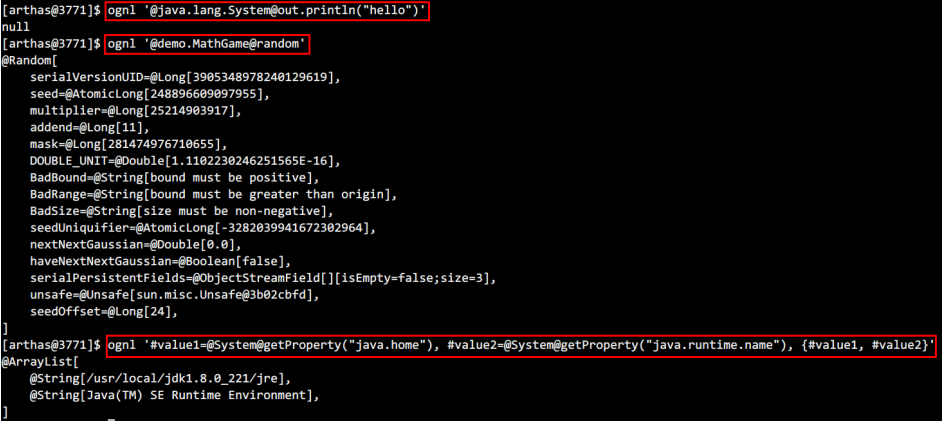 [arthas@3771]$ ognl '@java.lang.System@out.println("hello")'
null
[arthas@3771]$ ognl '@demo.MathGame@random'
@Random[
    serialVersionUID=@Long[3905348978240129619],
    seed=@AtomicLong[248896609097955],
    multiplier=@Long[25214903917],
    addend=@Long[11],
    mask=@Long[281474976710655],
    DOUBLE_UNIT=@Double[1.1102230246251565E-16],
    BadBound=@String[bound must be positive],
    BadRange=@String[bound must be greater than origin],
    BadSize=@String[size must be non-negative],
    seedUniquifier=@AtomicLong[-3282039941672302964],
    nextNextGaussian=@Double[0.0],
    haveNextNextGaussian=@Boolean[false],
    serialPersistentFields=@ObjectStreamField[][isEmpty=false;size=3],
    unsafe=@Unsafe[sun.misc.Unsafe@3b02cbfd],
    seedOffset=@Long[24],
]
[arthas@3771]$ ognl '#value1=@System@getProperty("java.home"), #value2=@System@getProperty("java.runtime.name"), {#value1, #value2}'
@ArrayList[
    @String[/usr/local/jdk1.8.0_221/jre],
    @String[Java(TM) SE Runtime Environment],
]